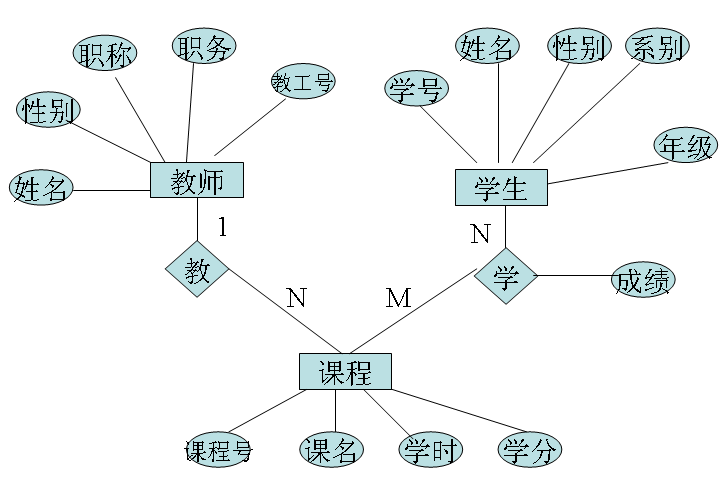 职称
职务
姓名
性别
系别
教工号
学号
性别
年级
姓名
教师
学生
1
N
教
学
成绩
N
M
课程
课程号
课名
学时
学分